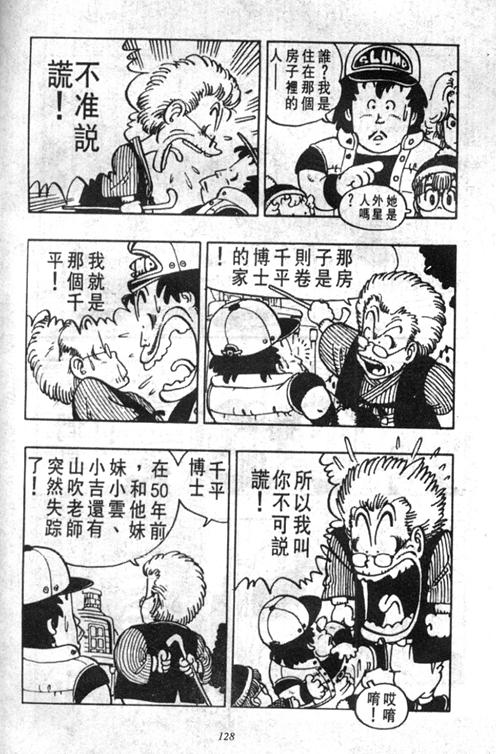 誰?我是
住在那個
房子裡的
人──
SLUMP
她是
外星
人嗎
?
不准說
謊!
那房
子是
則卷
千平
博士
的家
!
我就是
那個千
平!
所以我叫
你不可說
謊!
哎唷
唷!
千平
博士
在50年前
,和他妹
妹小雲、
小吉還有
山吹老師
突然失踪
了!
128